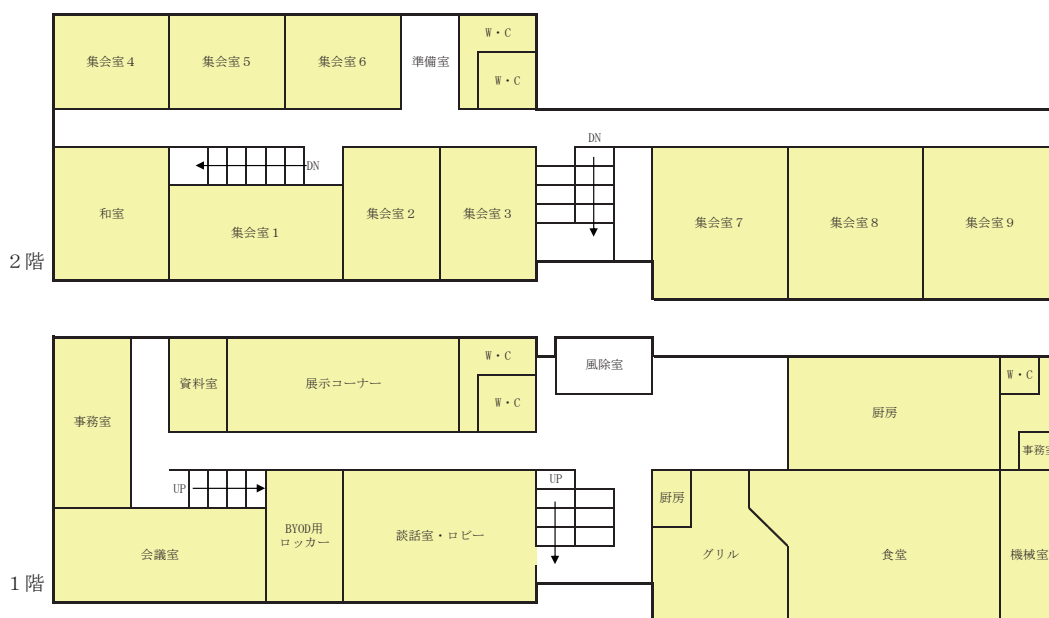 集会室４
集会室５
集会室６
準備室
W・C
W・C
DN
DN
和室
集会室１
集会室２
集会室３
集会室７
集会室８
集会室９
２階
W・C
風除室
資料室
展示コーナー
W・C
W・C
事務室
厨房
事務室
UP
UP
厨房
BYOD用
ロッカー
談話室・ロビー
会議室
グリル
食堂
機械室
１階